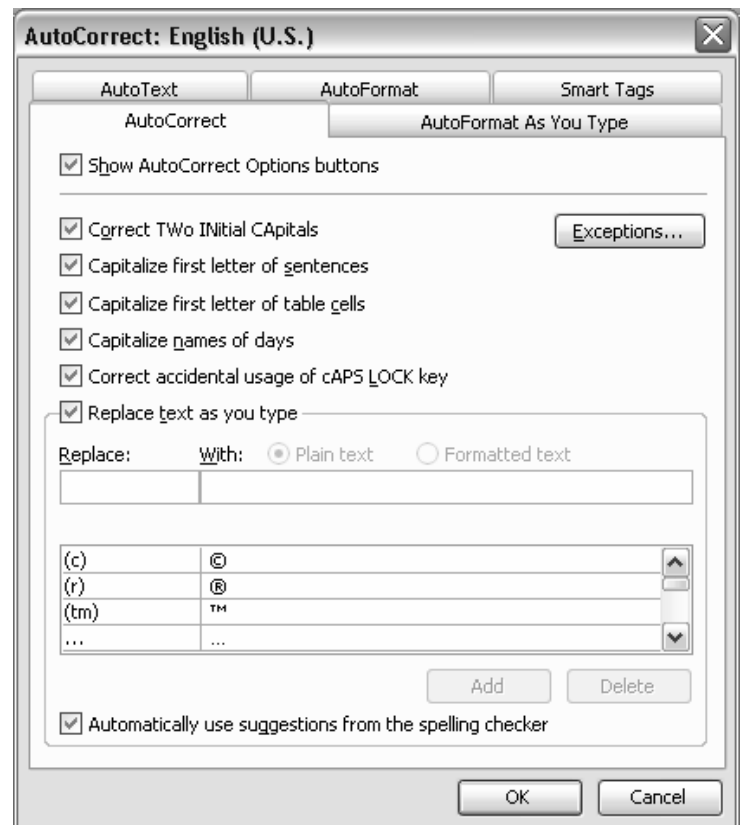 AutoCorrect: English (U.S.)
AutoText AutoFormat Smart Tags
AutoCorrect AutoFormat As You Type
Show AutoCorrect Options buttons
Correct TWo INitial CApitals Exceptions...
Capitalize first letter of sentences
Capitalize first letter of table cells
Capitalize names of days
Correct accidental usage of cAPS LOCK key
Replace text as you type
Replace: With: Plain text Formatted text
(c) ©
(r) ®
(tm) ™
... …
Add Delete
Automatically use suggestions from the spelling checker
OK Cancel